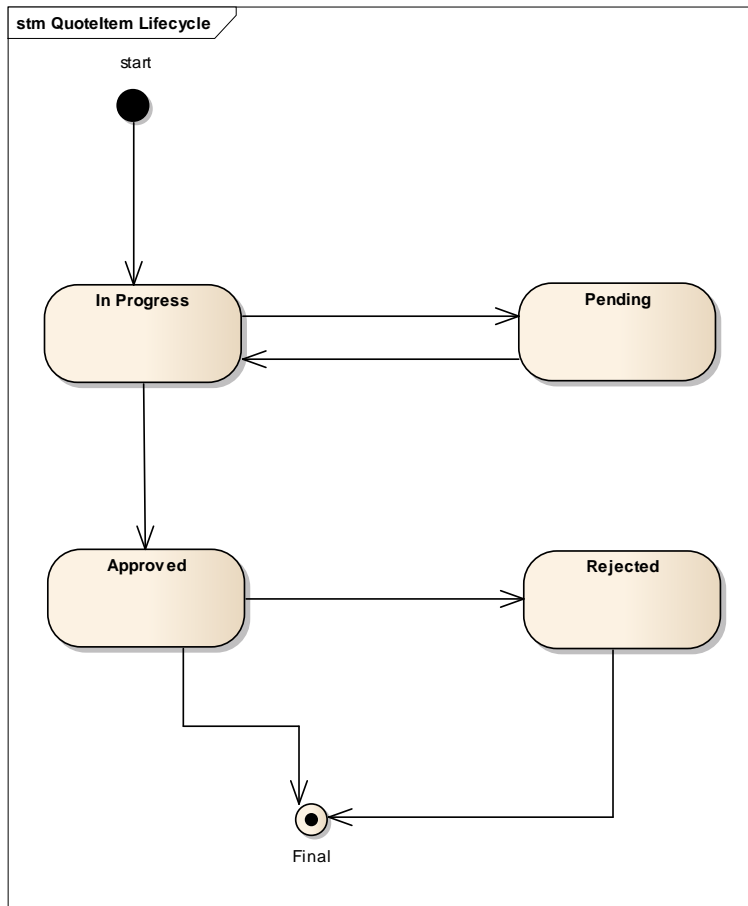 stm QuoteItem Lifecycle
start
In Progress
Pending
Approved
Rejected
Final